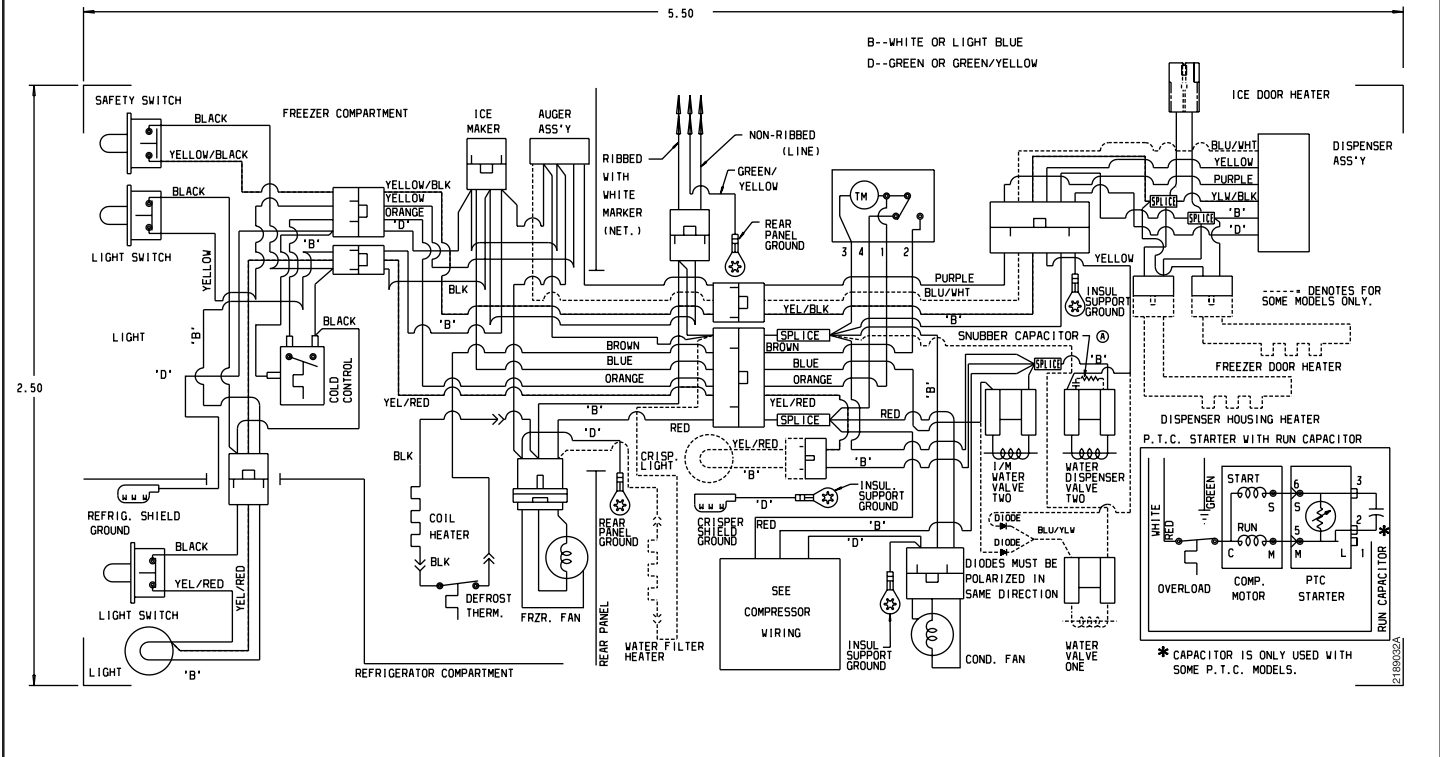 5.50
B--WHITE OR LIGHT BLUE
D--GREEN OR GREEN/YELLOW
2.50
SAFETY SWITCH
BLACK
YELLOW/BLACK
BLACK
LIGHT SWITCH
FREEZER COMPARTMENT
ICE
MAKER
AUGER
ASS'Y
YELLOW/BLK
YELLOW
ORANGE
'D'
'B'
YELLOW
BLK
'B'
LIGHT
'B'
'D'
BLACK
COLD
CONTROL
RIBBED
WITH
WHITE
MARKER
(NET.)
NON-RIBBED
(LINE)
GREEN/
YELLOW
REAR
PANEL
GROUND
TM
3 4 1 2
ICE DOOR HEATER
DISPENSER
ASS'Y
BLU/WHT
YELLOW
PURPLE
YLW/BLK
SPLICE
'B'
SPLICE
'D'
YELLOW
PURPLE
BLU/WHT
YEL/BLK
'B'
INSUL
SUPPORT
GROUND
---- DENOTES FOR
SOME MODELS ONLY.
SPLICE
SNUBBER CAPACITOR
A
BROWN
BROWN
BLUE
BLUE
ORANGE
ORANGE
YEL/RED
YEL/RED
'B'
SPLICE
RED
RED
'B'
SPLICE
'B'
FREEZER DOOR HEATER
DISPENSER HOUSING HEATER
'D'
CRISP.
LIGHT
YEL/RED
'B'
'B'
I/M
WATER
VALVE
TWO
WATER
DISPENSER
VALVE
TWO
BLK
COIL
HEATER
BLK
DEFROST
THERM.
FRZR. FAN
REAR
PANEL
GROUND
REAR PANEL
WATER FILTER
HEATER
CRISPER
SHIELD
GROUND
'D'
INSUL.
SUPPORT
GROUND
RED
'B'
'D'
SEE
COMPRESSOR
WIRING
DIODE
DIODE
BLU/YLW
DIODES MUST BE
POLARIZED IN
SAME DIRECTION
INSUL
SUPPORT
GROUND
COND. FAN
WATER
VALVE
ONE
REFRIG. SHIELD
GROUND
BLACK
YEL/RED
LIGHT SWITCH
YEL/RED
LIGHT
'B'
REFRIGERATOR COMPARTMENT
P.T.C. STARTER WITH RUN CAPACITOR
WHITE
RED
GREEN
START
S
RUN
C
M
6
S
5
M
L
3
2
1
*
OVERLOAD
COMP.
MOTOR
PTC
STARTER
RUN CAPACITOR
* CAPACITOR IS ONLY USED WITH
SOME P.T.C. MODELS.
2189032A